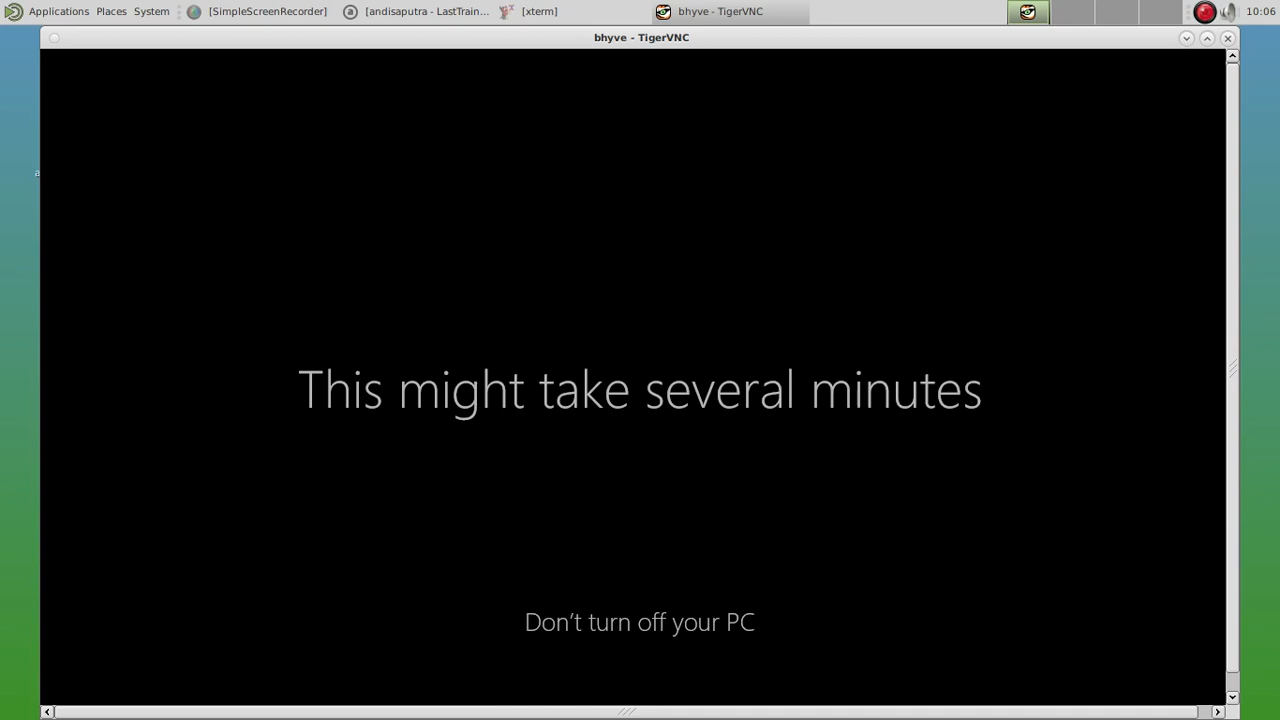 Applications Places System [SimpleScreenRecorder] [andisaputra - LastTrain... [xterm] bhyve - TigerVNC 10:06
bhyve - TigerVNC
a
This might take several minutes
Don't turn off your PC